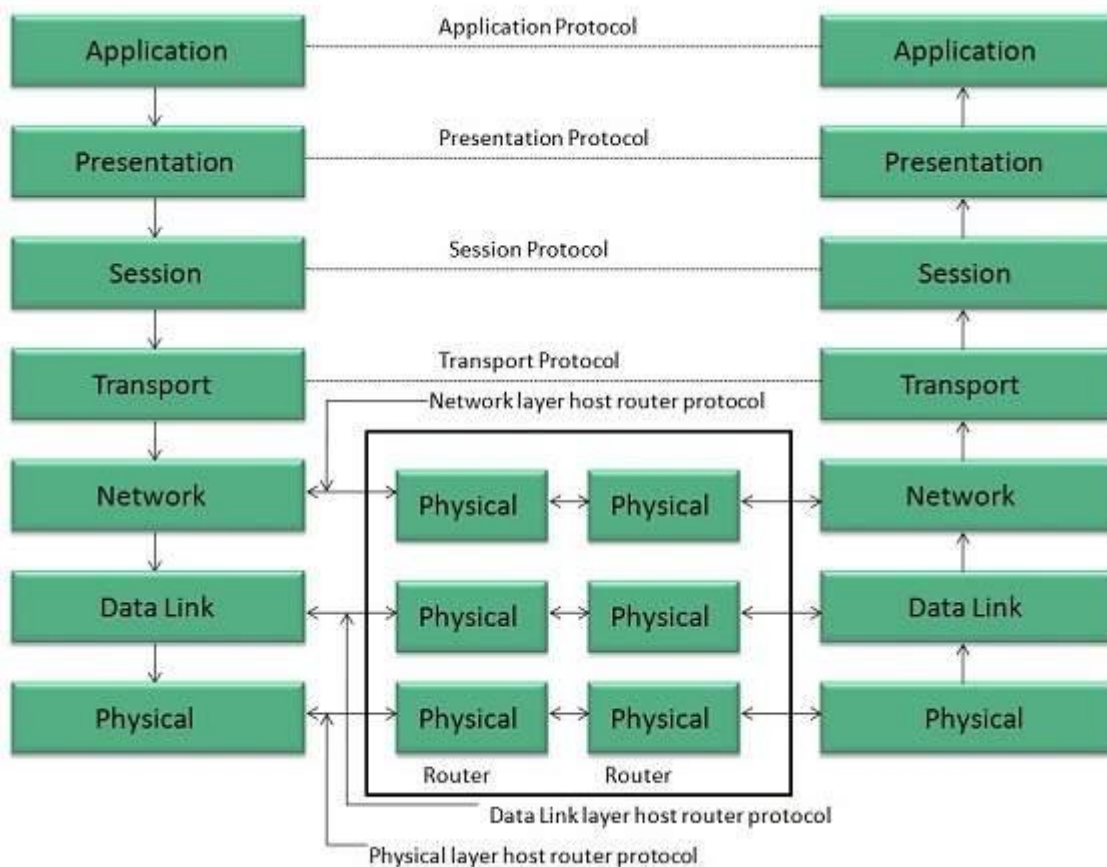 Application
Application Protocol
Application
Presentation
Presentation Protocol
Presentation
Session
Session Protocol
Session
Transport
Transport Protocol
Transport
Network layer host router protocol
Network
Physical
Physical
Network
Data Link
Physical
Physical
Data Link
Physical
Physical
Physical
Physical
Router
Router
Data Link layer host router protocol
Physical layer host router protocol